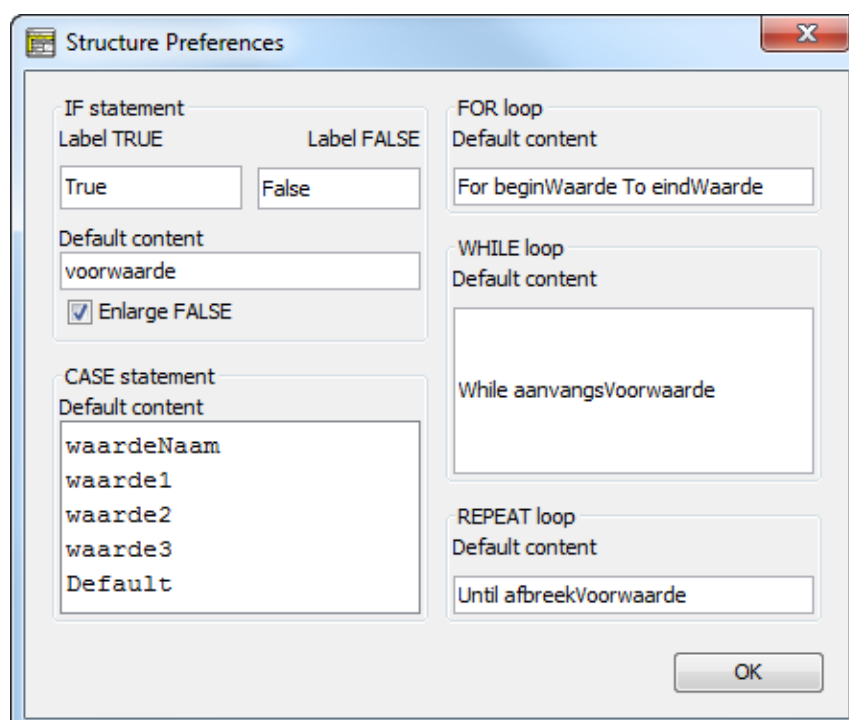 Structure Preferences
IF statement
Label TRUE
Label FALSE
True
False
Default content
voorwaarde
Enlarge FALSE
CASE statement
Default content
waardeNaam
waarde1
waarde2
waarde3
Default
FOR loop
Default content
For beginWaarde To eindWaarde
WHILE loop
Default content
While aanvangsVoorwaarde
REPEAT loop
Default content
Until afbreekVoorwaarde
OK